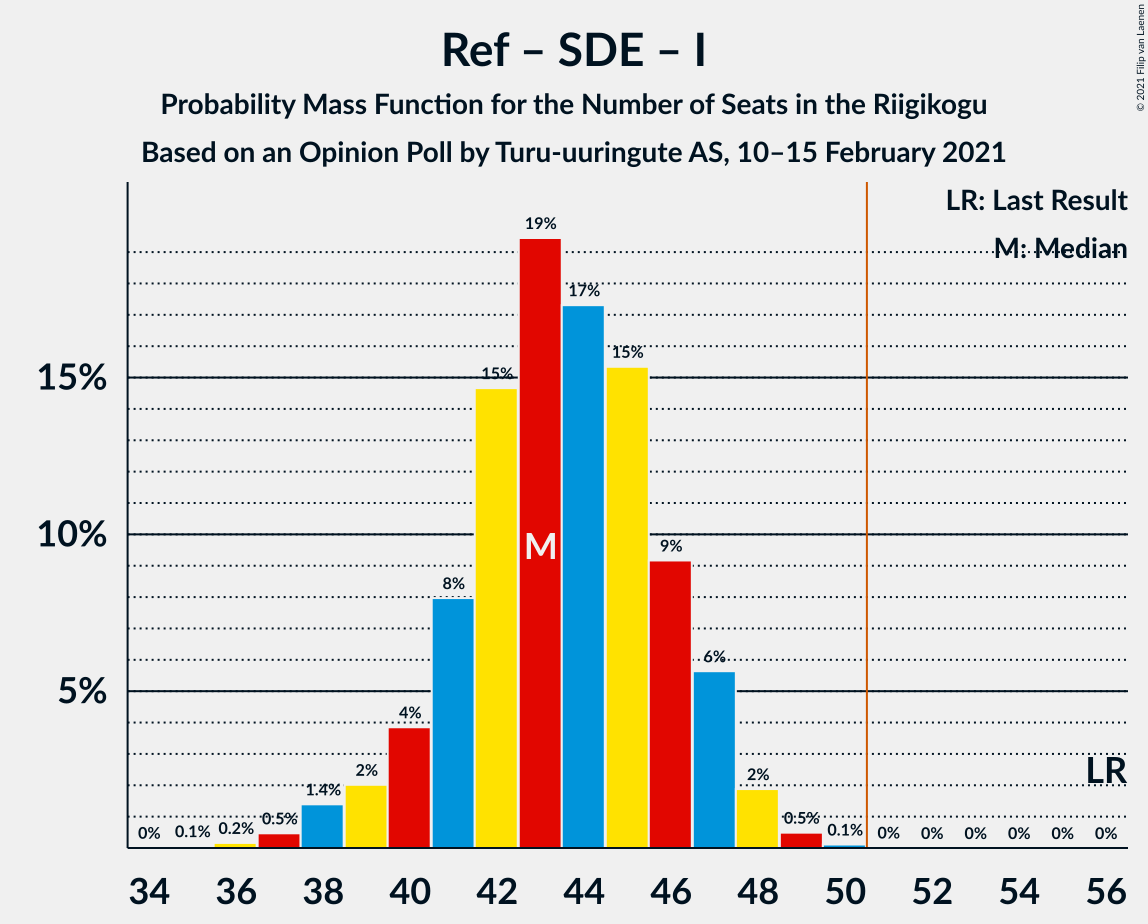 Ref – SDE – I
Probability Mass Function for the Number of Seats in the Riigikogu
Based on an Opinion Poll by Turu-uuringute AS, 10–15 February 2021
© 2021 Filip van Laenen
LR: Last Result
M: Median
15%
10%
5%
0% 0.1% 0.2% 0.5% 1.4% 2% 4% 8% 15% 19% 17% 15% 9% 6% 2% 0.5% 0.1% 0% 0% 0% 0% 0% 0%
M
LR
34 36 38 40 42 44 46 48 50 52 54 56